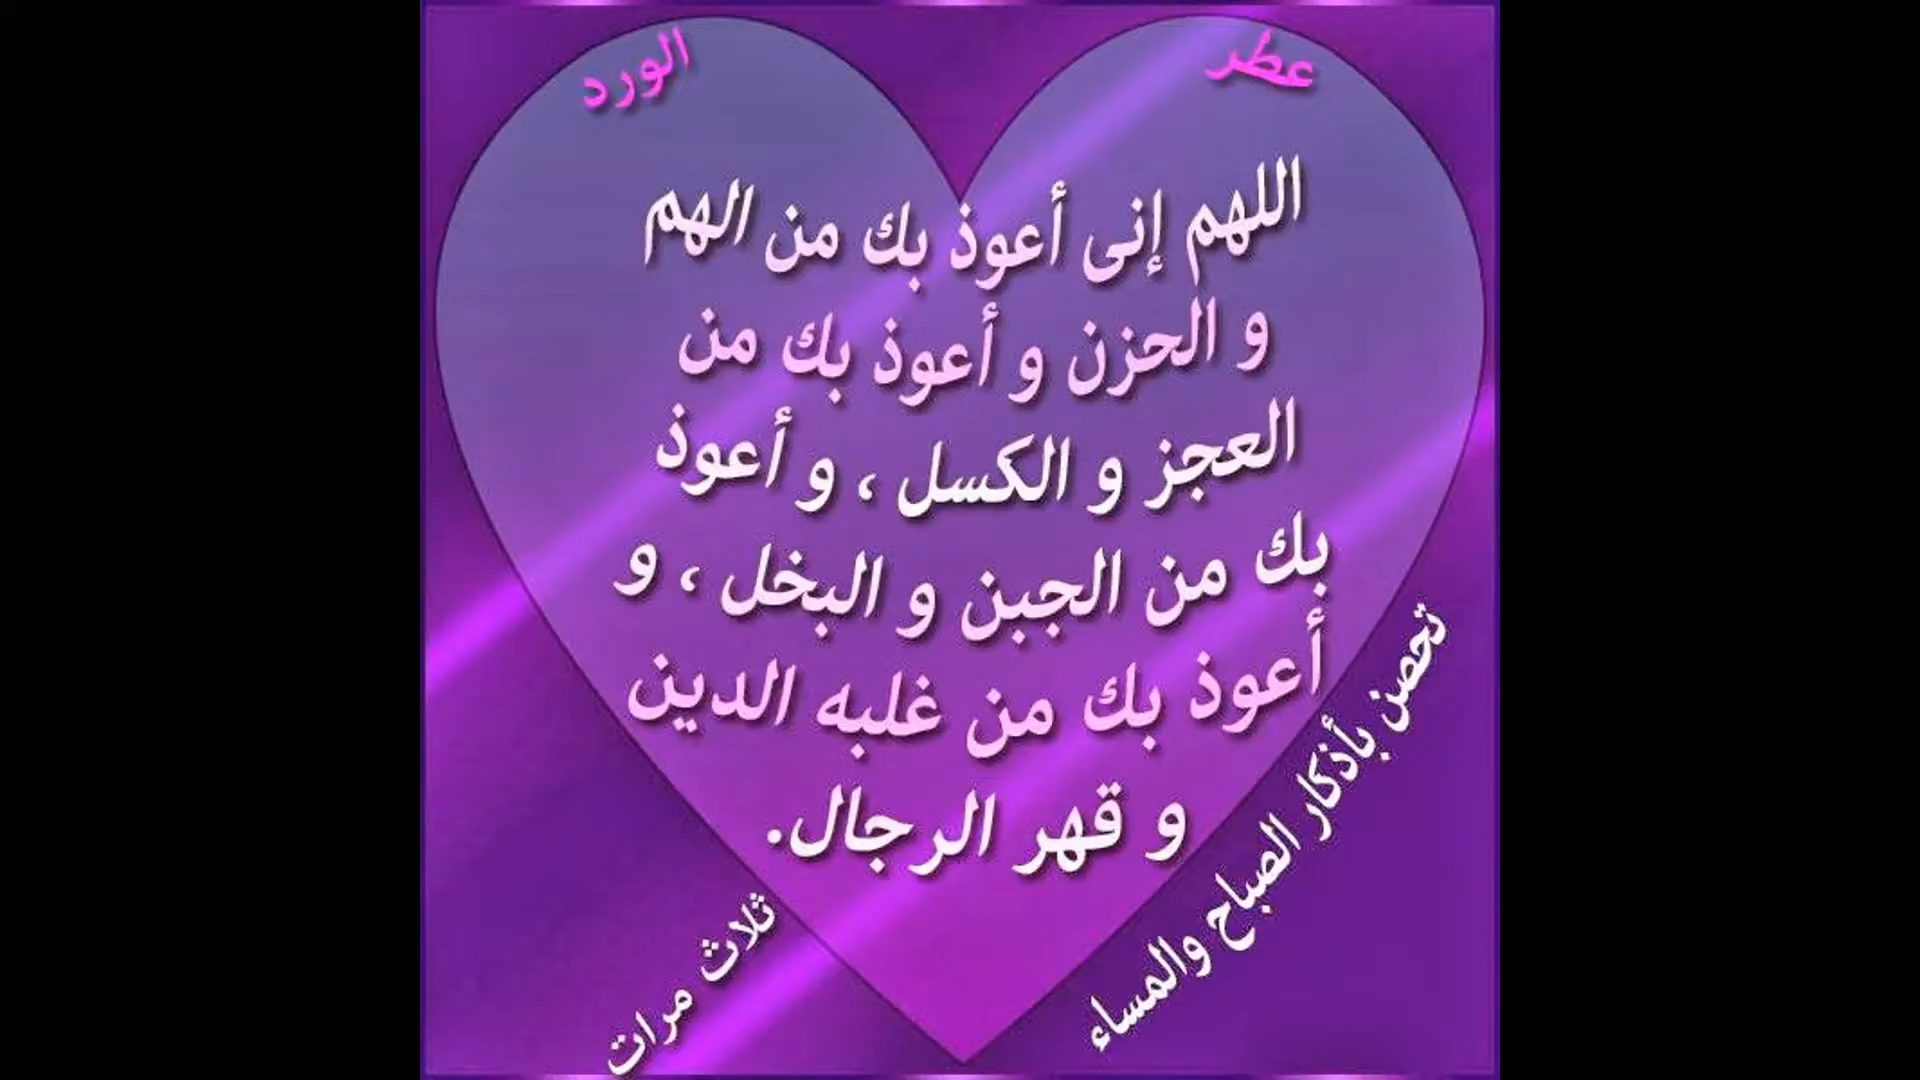 عطر
الورد
اللهم إنى أعوذ بك من الهم
و الحزن و أعوذ بك من
العجز و الكسل ، و أعوذ
بك من الجبن و البخل ، و
أعوذ بك من غلبه الدين
و قهر الرجال.
تحصن بأذكار الصباح والمساء
ثلاث مرات